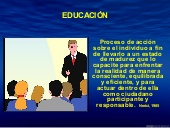 EDUCACIÓN
Proceso de acción
sobre el individuo a fin
de llevarlo a un estado
de madurez que lo
capacite para enfrentar
la realidad de manera
consciente, equilibrada
y eficiente, y para
actuar dentro de ella
como ciudadano
participante y
responsable.